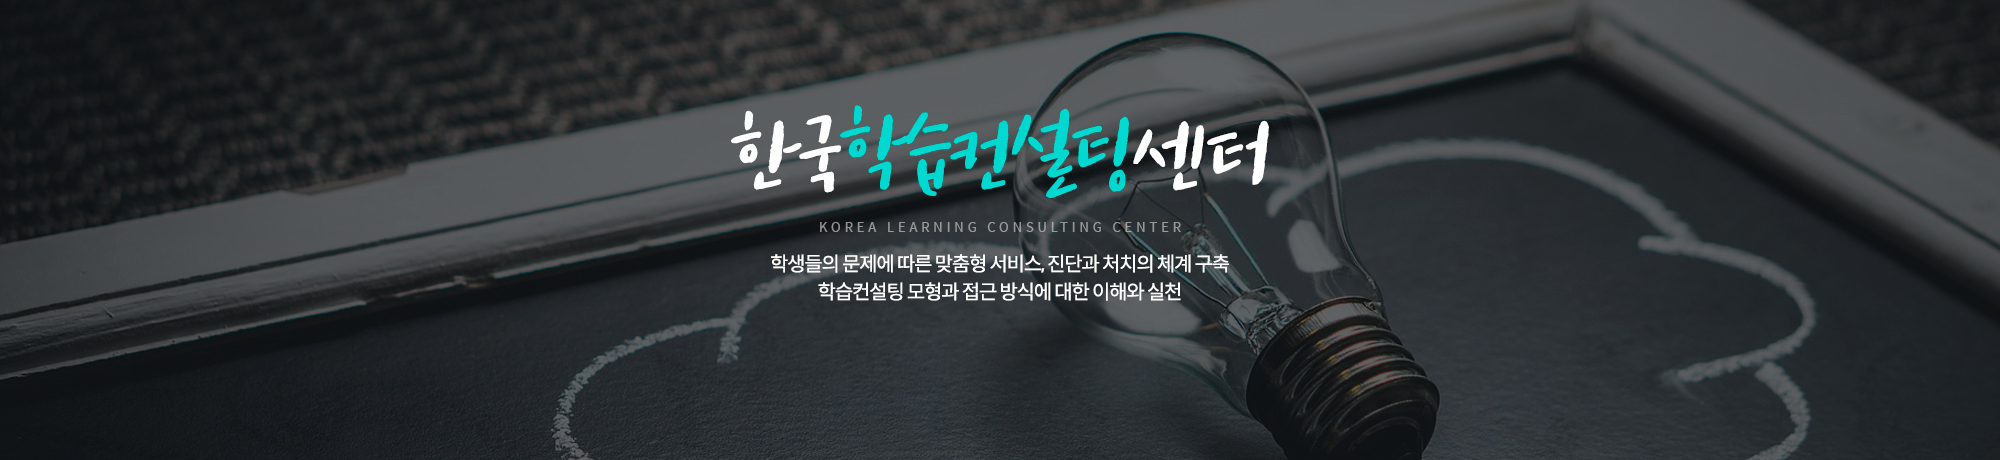 한국학습컨설팅센터
KOREA LEARNING CONSULTING CENTER
학생들의 문제에 따른 맞춤형 서비스, 진단과 처치의 체계 구축
학습컨설팅 모형과 접근 방식에 대한 이해와 실천